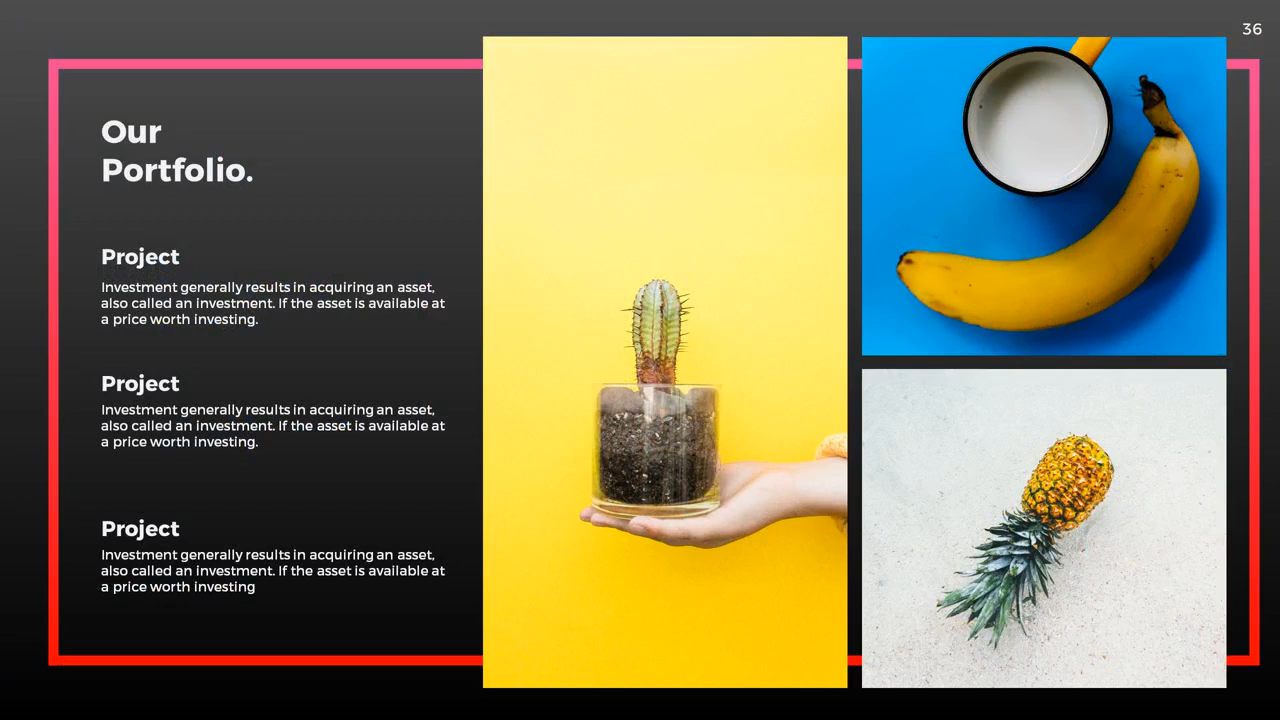 36
Our
Portfolio.
Project
Investment generally results in acquiring an asset,
also called an investment. If the asset is available at
a price worth investing.
Project
Investment generally results in acquiring an asset,
also called an investment. If the asset is available at
a price worth investing.
Project
Investment generally results in acquiring an asset,
also called an investment. If the asset is available at
a price worth investing